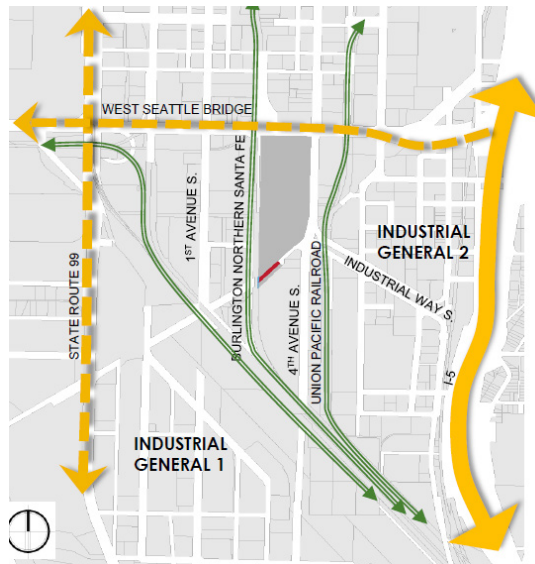 WEST SEATTLE BRIDGE
STATE ROUTE 99
1ST AVENUE S.
BURLINGTON NORTHERN SANTA FE
4TH AVENUE S.
UNION PACIFIC RAILROAD
INDUSTRIAL
GENERAL 2
INDUSTRIAL WAY S.
I-5
INDUSTRIAL
GENERAL 1